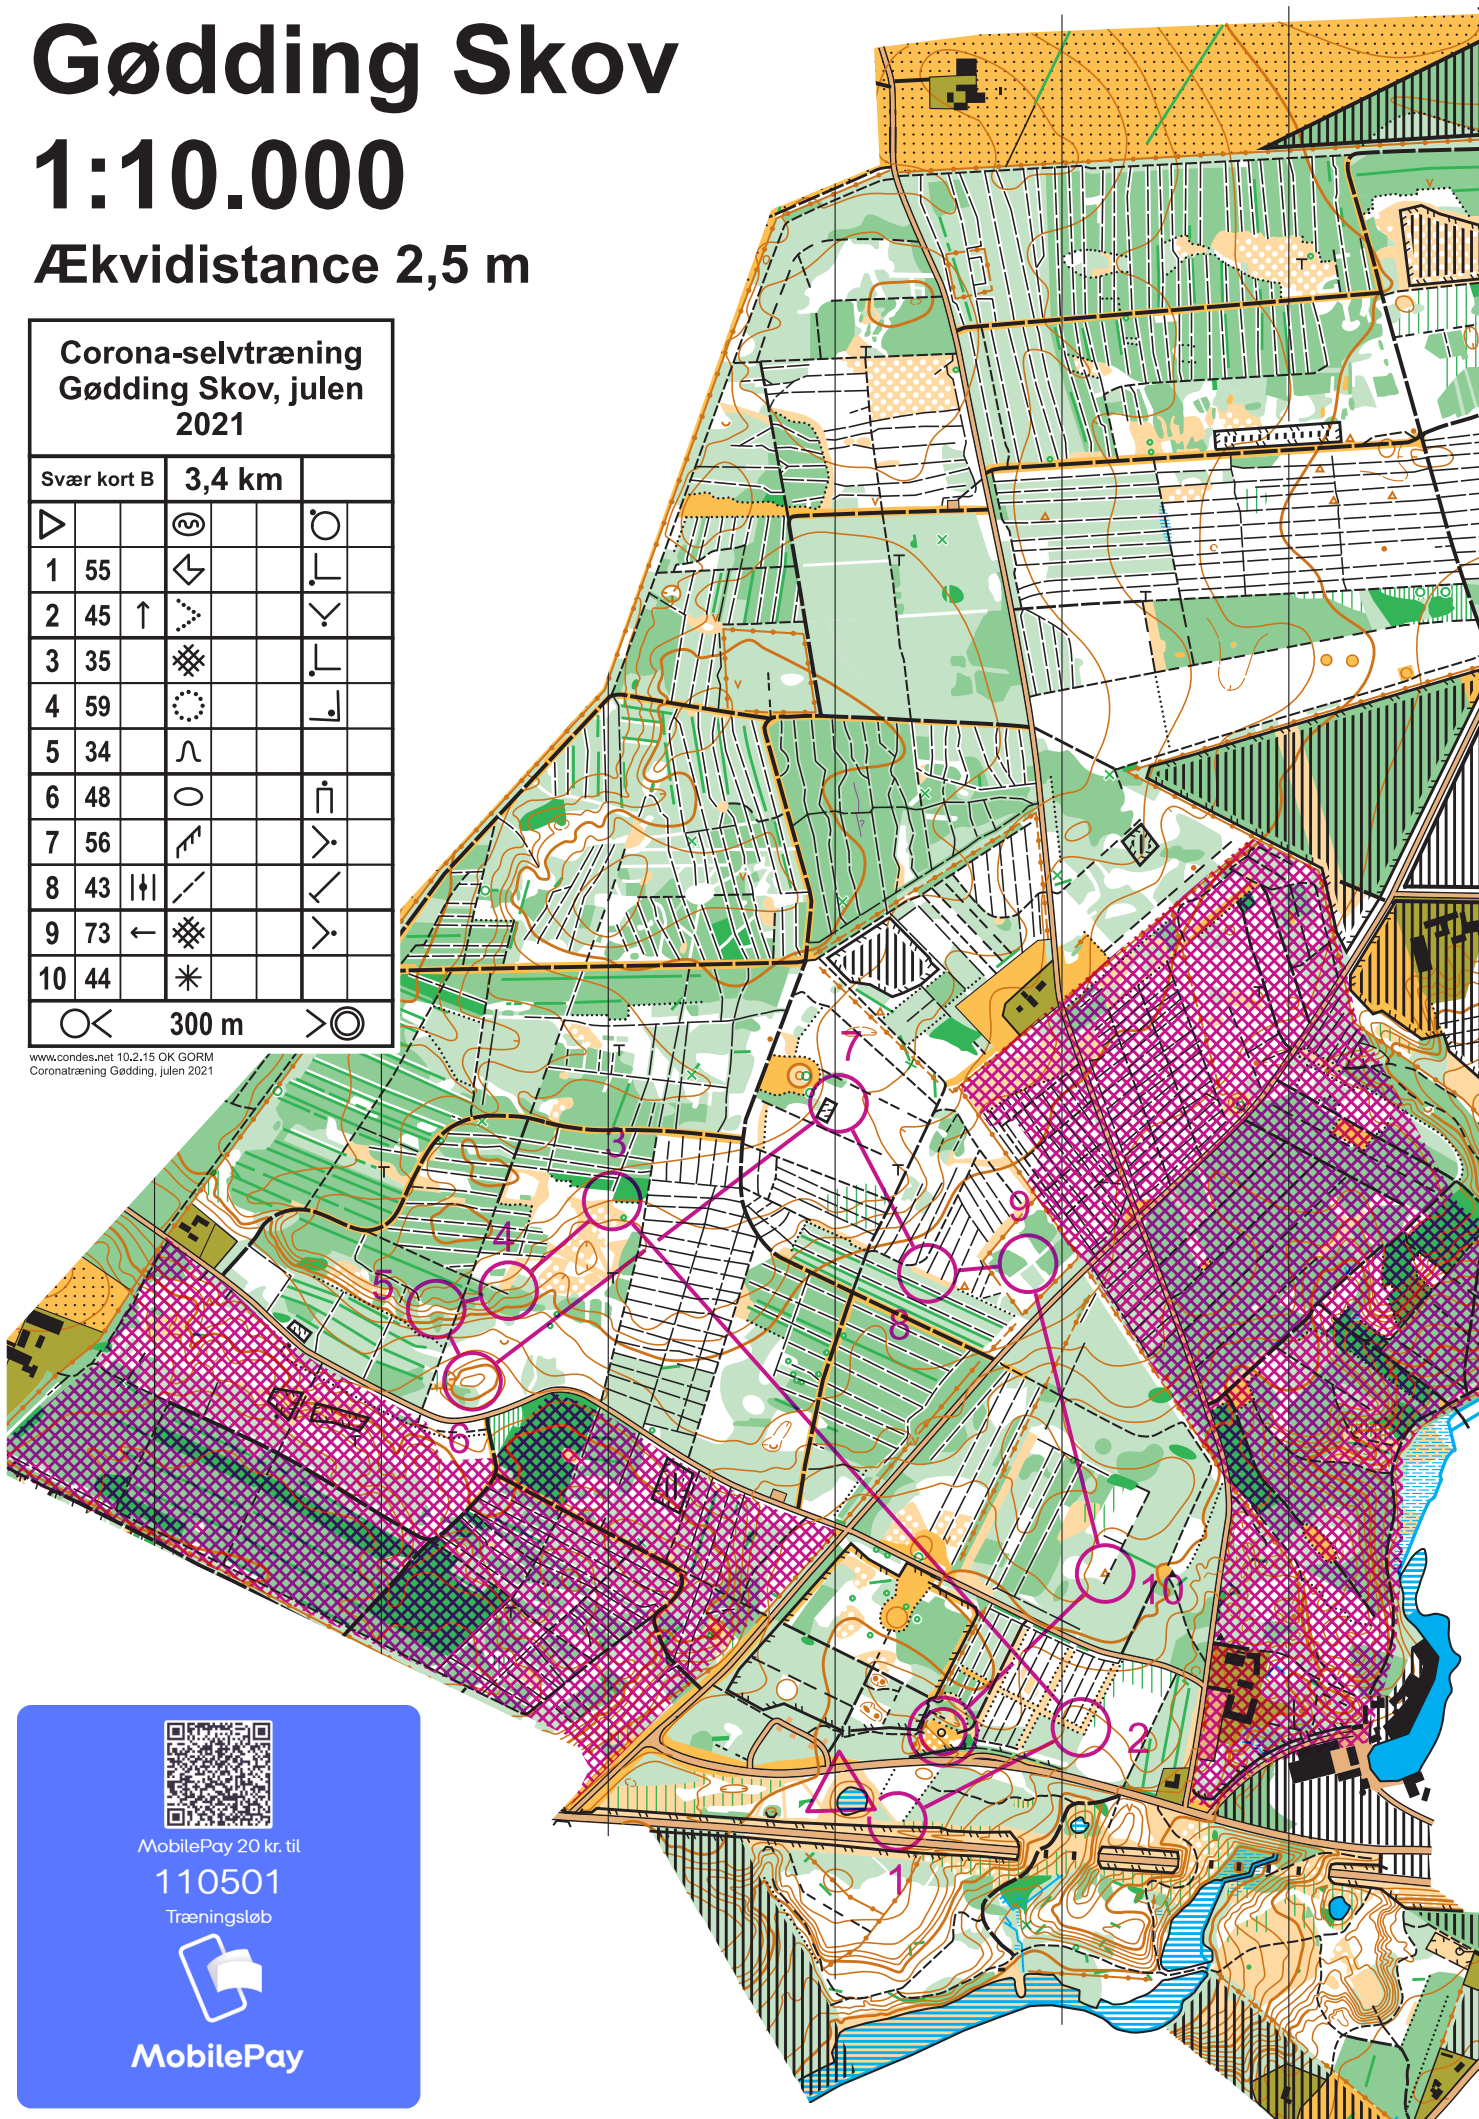 Gødding Skov
1:10.000
Ækvidistance 2,5 m
Corona-selvtræning
Gødding Skov, julen
2021
Svær kort B 3,4 km
1 55
2 45
3 35
4 59
5 34
6 48
7 56
8 43
9 73
10 44
300 m
www.condes.net 10.2.15 OK GORM
Coronatræning Gødding, julen 2021
7
3
4
9
5
8
6
10
2
1
MobilePay 20 kr. til
110501
Træningsløb
MobilePay